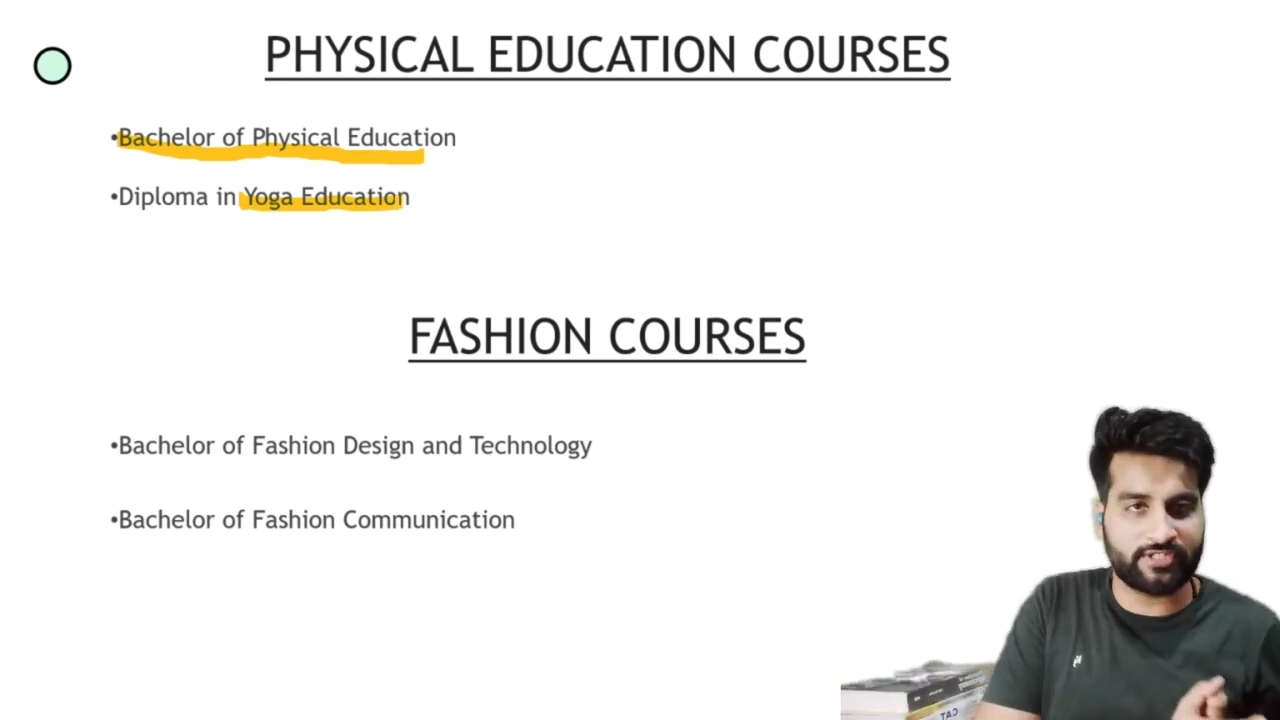 PHYSICAL EDUCATION COURSES
•Bachelor of Physical Education
•Diploma in Yoga Education
FASHION COURSES
•Bachelor of Fashion Design and Technology
•Bachelor of Fashion Communication
CAT